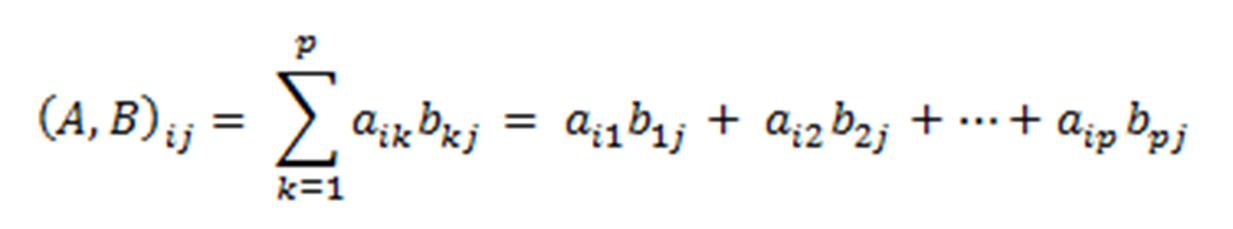 (A, B)_{ij} = \sum_{k=1}^{p} a_{ik} b_{kj} = a_{i1} b_{1j} + a_{i2} b_{2j} + ⋯ + a_{ip} b_{pj}